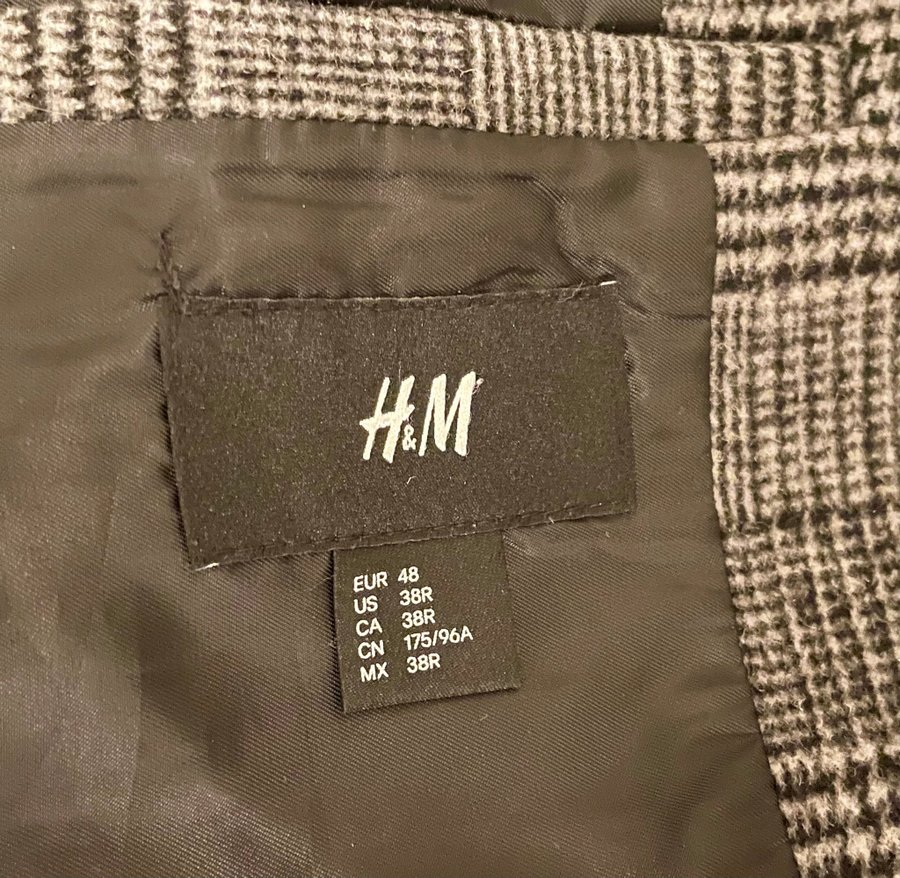 H&M
EUR 48
US 38R
CA 38R
CN 175/96A
MX 38R